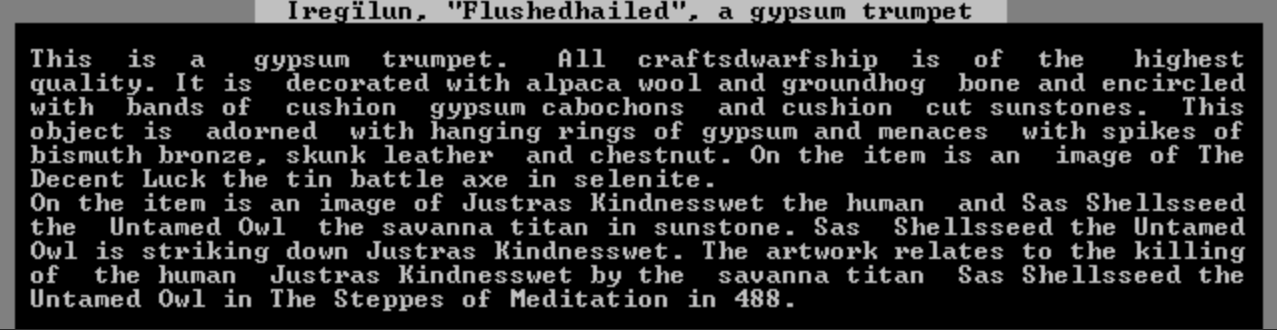 Iregïlun, "Flushedhailed", a gypsum trumpet
This is a gypsum trumpet. All craftsdwarfship is of the highest
quality. It is decorated with alpaca wool and groundhog bone and encircled
with bands of cushion gypsum cabochons and cushion cut sunstones. This
object is adorned with hanging rings of gypsum and menaces with spikes of
bismuth bronze, skunk leather and chestnut. On the item is an image of The
Decent Luck the tin battle axe in selenite.
On the item is an image of Justras Kindnesswet the human and Sas Shellsseed
the Untamed Owl the savanna titan in sunstone. Sas Shellsseed the Untamed
Owl is striking down Justras Kindnesswet. The artwork relates to the killing
of the human Justras Kindnesswet by the savanna titan Sas Shellsseed the
Untamed Owl in The Steppes of Meditation in 488.